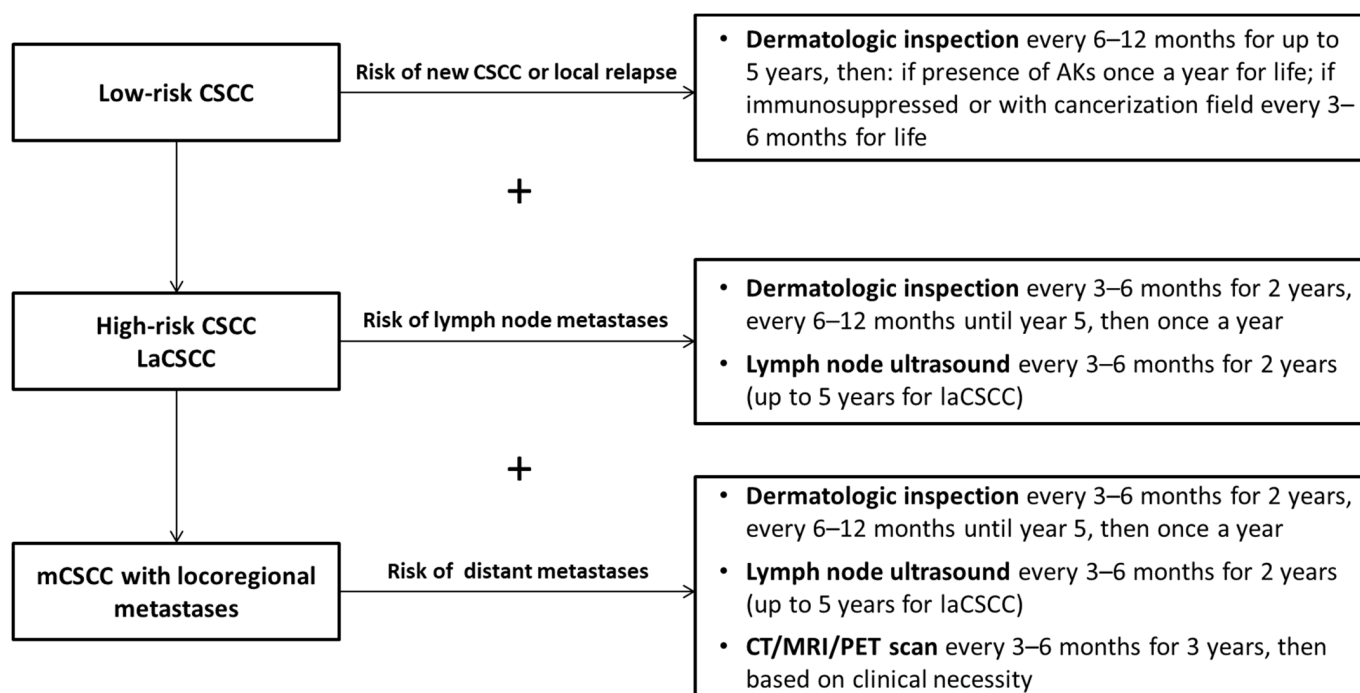 Low-risk CSCC
Risk of new CSCC or local relapse
• Dermatologic inspection every 6–12 months for up to
5 years, then: if presence of AKs once a year for life; if
immunosuppressed or with cancerization field every 3–
6 months for life
+
High-risk CSCC
LaCSCC
Risk of lymph node metastases
• Dermatologic inspection every 3–6 months for 2 years,
every 6–12 months until year 5, then once a year
• Lymph node ultrasound every 3–6 months for 2 years
(up to 5 years for laCSCC)
+
mCSCC with locoregional
metastases
Risk of distant metastases
• Dermatologic inspection every 3–6 months for 2 years,
every 6–12 months until year 5, then once a year
• Lymph node ultrasound every 3–6 months for 2 years
(up to 5 years for laCSCC)
• CT/MRI/PET scan every 3–6 months for 3 years, then
based on clinical necessity